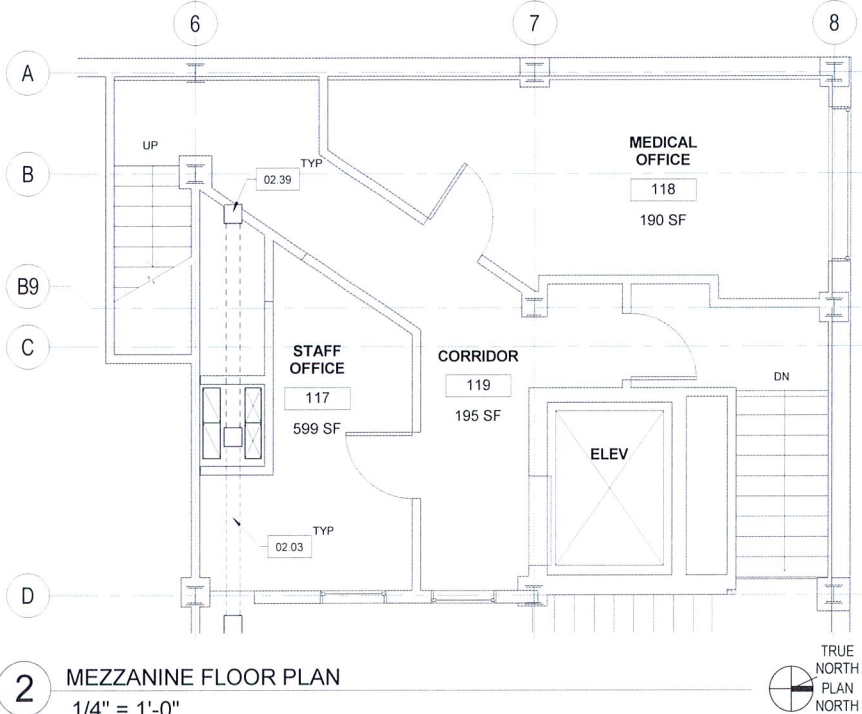 6
7
8
A
B
B9
C
D
UP
TYP
02.39
MEDICAL
OFFICE
118
190 SF
STAFF
OFFICE
117
599 SF
CORRIDOR
119
195 SF
DN
ELEV
TYP
02.03
2
MEZZANINE FLOOR PLAN
1/4" = 1'-0"
TRUE
NORTH
PLAN
NORTH